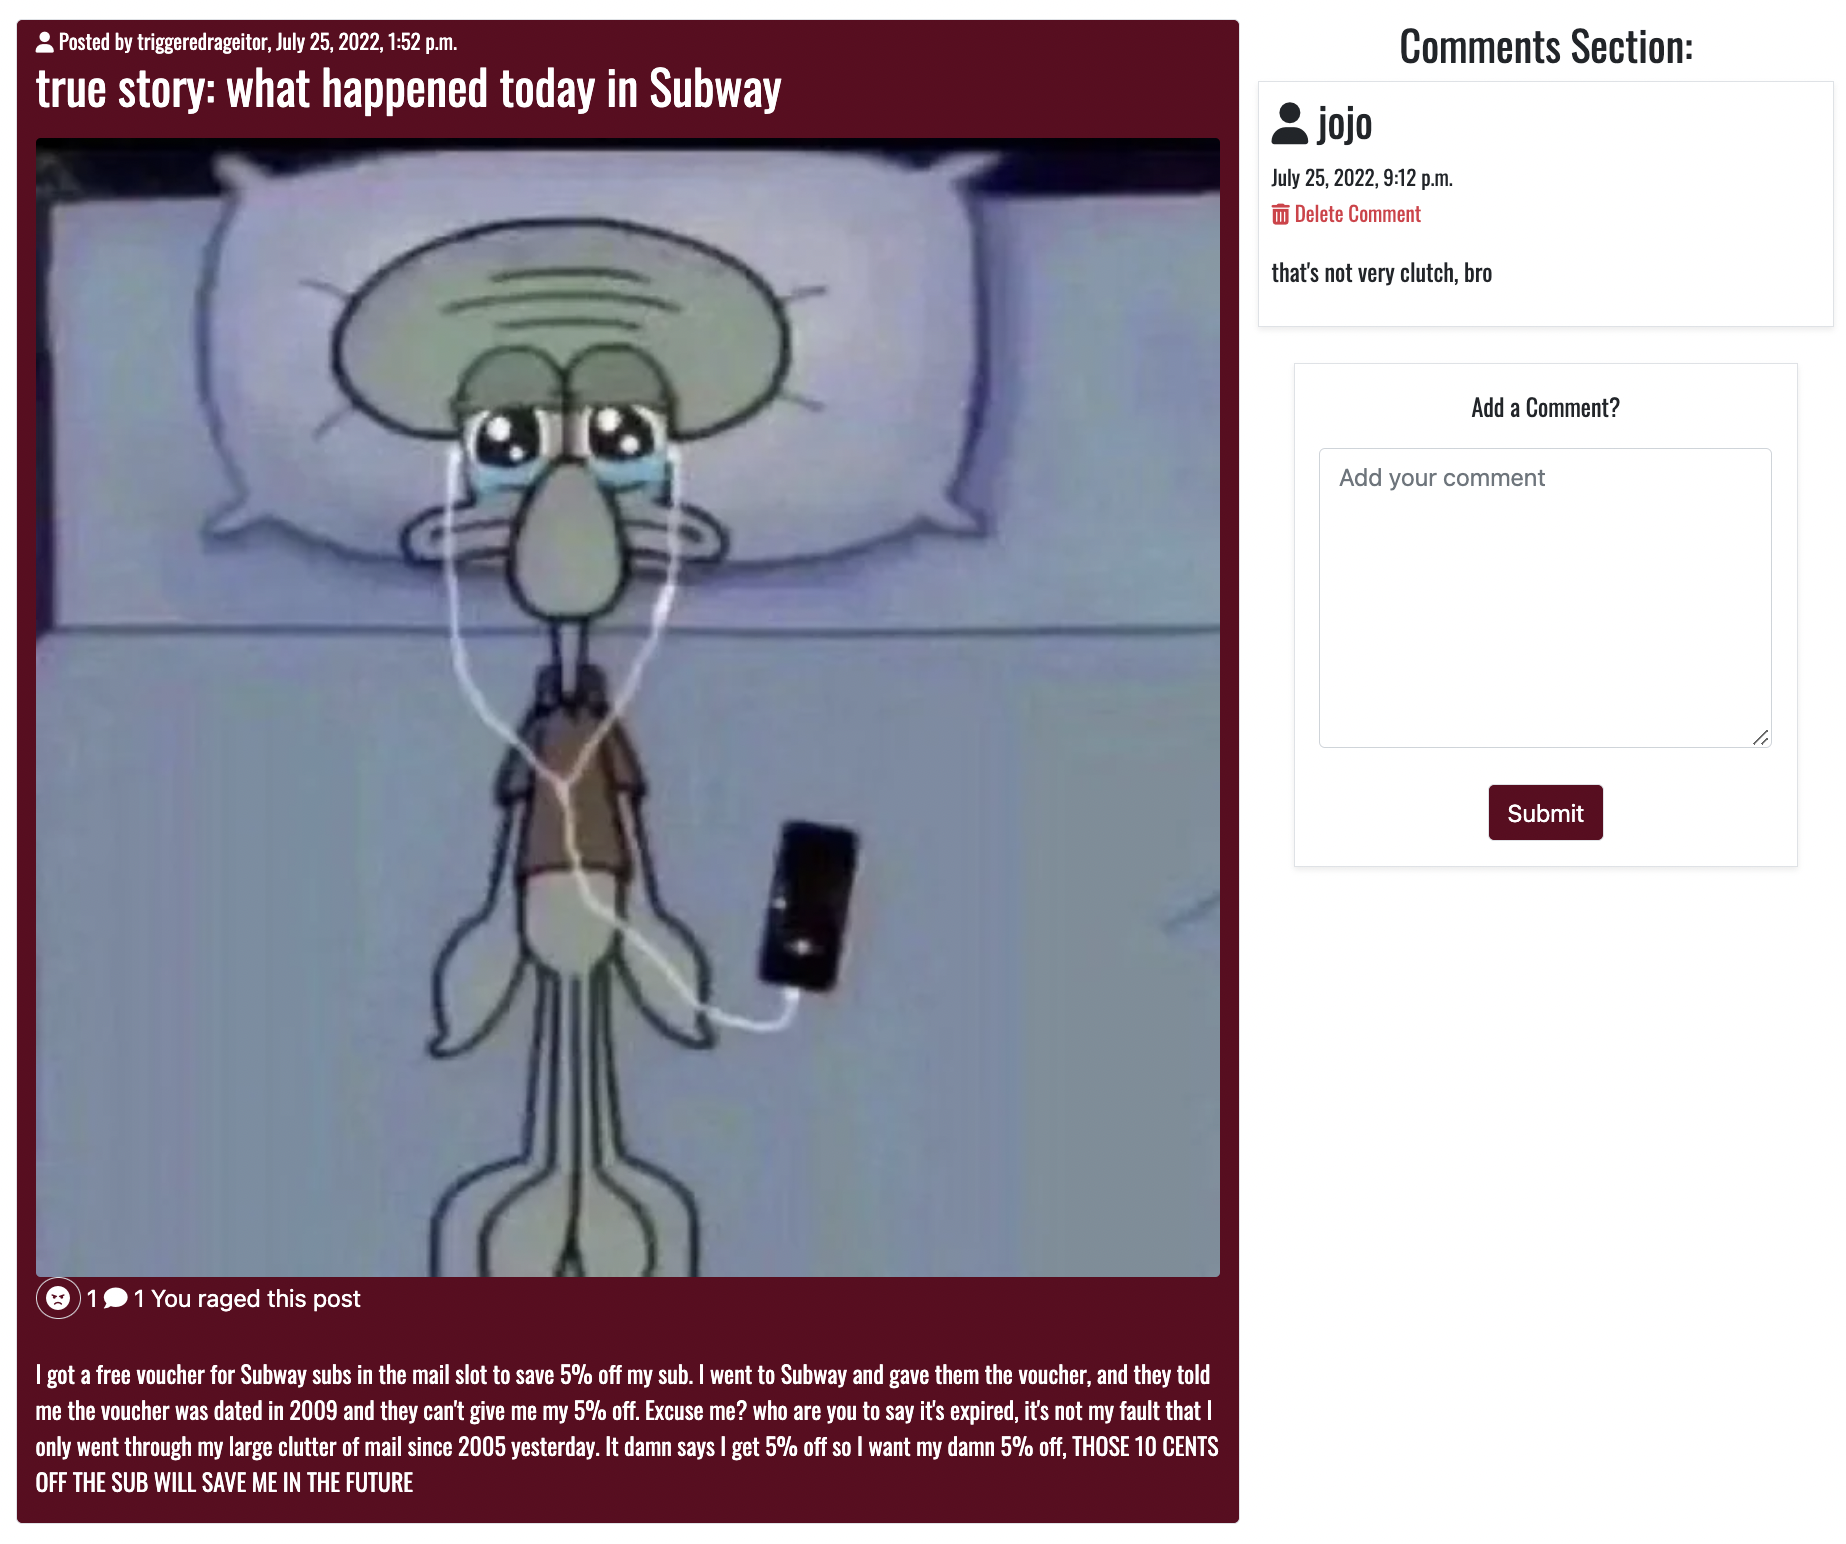 Posted by triggeredrageitor, July 25, 2022, 1:52 p.m.
true story: what happened today in Subway
1 1 You raged this post
I got a free voucher for Subway subs in the mail slot to save 5% off my sub. I went to Subway and gave them the voucher, and they told
me the voucher was dated in 2009 and they can't give me my 5% off. Excuse me? who are you to say it's expired, it's not my fault that I
only went through my large clutter of mail since 2005 yesterday. It damn says I get 5% off so I want my damn 5% off, THOSE 10 CENTS
OFF THE SUB WILL SAVE ME IN THE FUTURE
Comments Section:
jojo
July 25, 2022, 9:12 p.m.
Delete Comment
that's not very clutch, bro
Add a Comment?
Add your comment
Submit